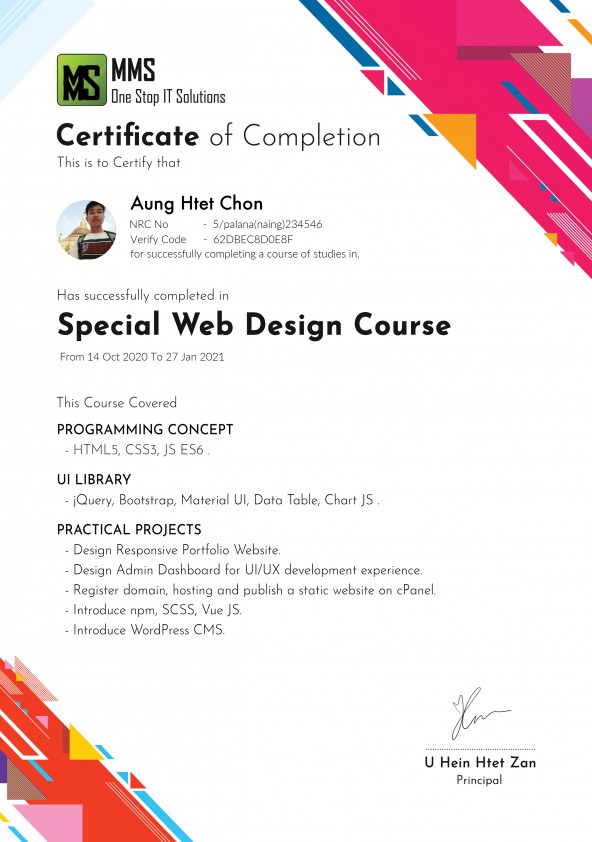 MS
MMS
One Stop IT Solutions
Certificate of Completion
This is to Certify that
Aung Htet Chon
NRC No - 5/palana(naing)234546
Verify Code - 62DBEC8D0E8F
for successfully completing a course of studies in,
Has successfully completed in
Special Web Design Course
From 14 Oct 2020 To 27 Jan 2021
This Course Covered
PROGRAMMING CONCEPT
- HTML5, CSS3, JS ES6 .
UI LIBRARY
- jQuery, Bootstrap, Material UI, Data Table, Chart JS .
PRACTICAL PROJECTS
- Design Responsive Portfolio Website.
- Design Admin Dashboard for UI/UX development experience.
- Register domain, hosting and publish a static website on cPanel.
- Introduce npm, SCSS, Vue JS.
- Introduce WordPress CMS.
U Hein Htet Zan
Principal